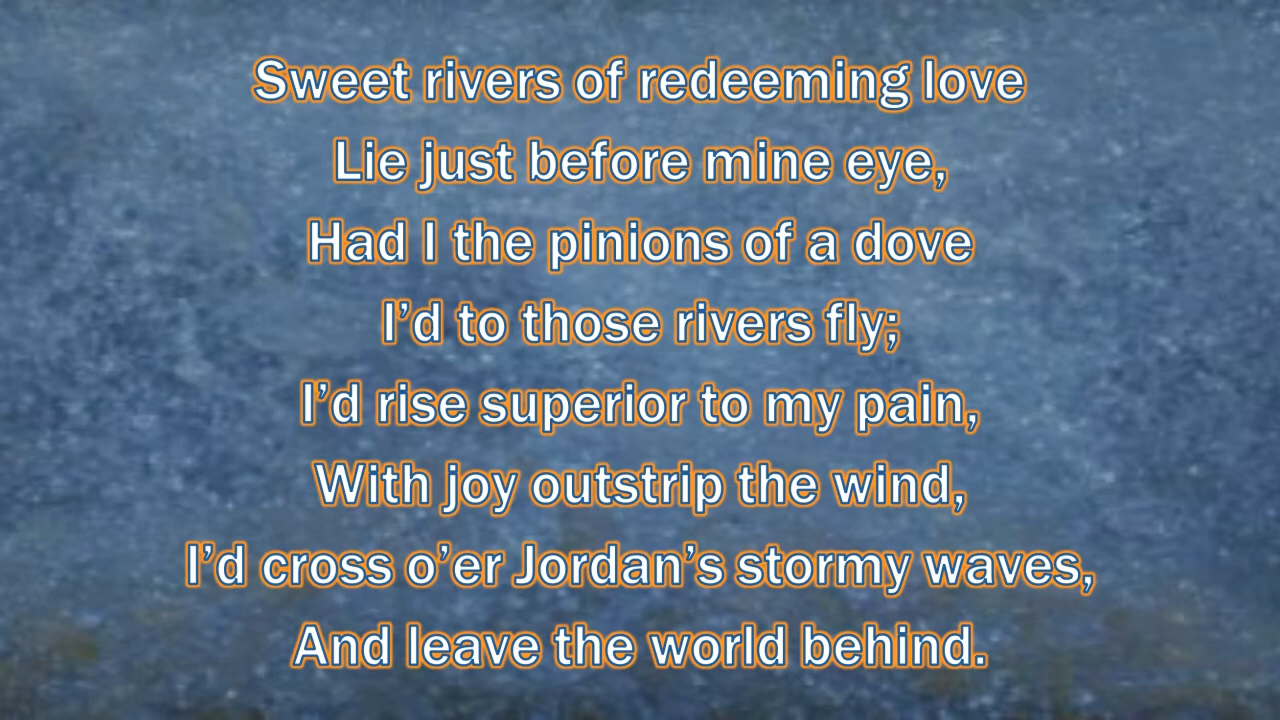 Sweet rivers of redeeming love
Lie just before mine eye,
Had I the pinions of a dove
I’d to those rivers fly;
I’d rise superior to my pain,
With joy outstrip the wind,
I’d cross o’er Jordan’s stormy waves,
And leave the world behind.